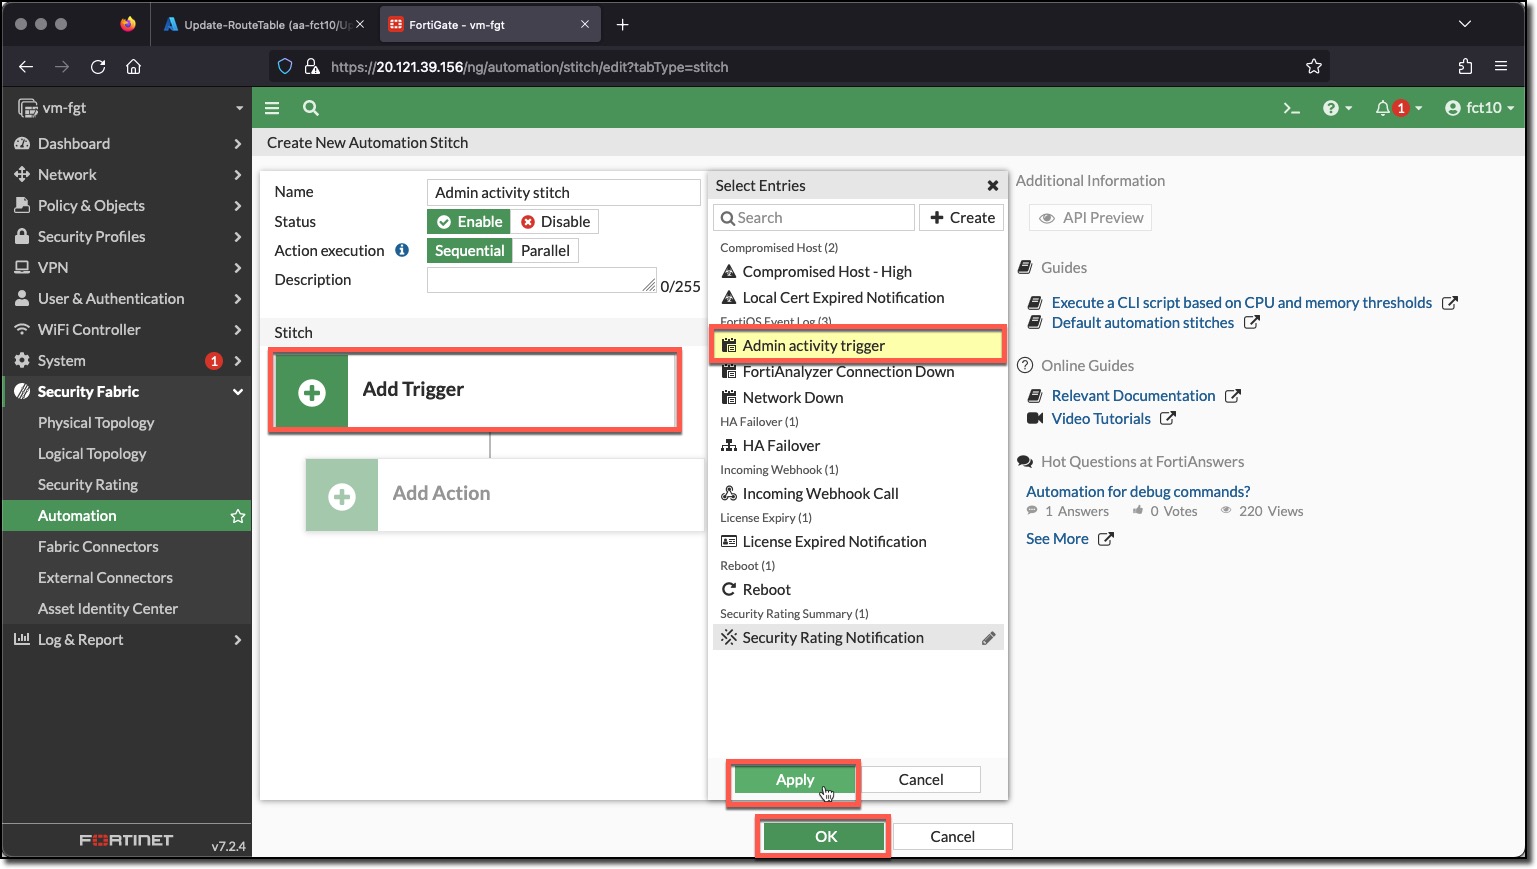 Update-RouteTable (aa-fct10/Up
FortiGate - vm-fgt
https://20.121.39.156/ng/automation/stitch/edit?tabType=stitch
vm-fgt
1
fct10
Dashboard
Network
Policy & Objects
Security Profiles
VPN
User & Authentication
WiFi Controller
System
1
Security Fabric
Physical Topology
Logical Topology
Security Rating
Automation
Fabric Connectors
External Connectors
Asset Identity Center
Log & Report
FORTINET
v7.2.4
Create New Automation Stitch
Name
Admin activity stitch
Status
Enable
Disable
Action execution
Sequential
Parallel
Description
0/255
Stitch
Add Trigger
Add Action
Select Entries
Search
Create
Compromised Host (2)
Compromised Host - High
Local Cert Expired Notification
FortiOS Event Log (3)
Admin activity trigger
FortiAnalyzer Connection Down
Network Down
HA Failover (1)
HA Failover
Incoming Webhook (1)
Incoming Webhook Call
License Expiry (1)
License Expired Notification
Reboot (1)
Reboot
Security Rating Summary (1)
Security Rating Notification
Apply
Cancel
OK
Cancel
Additional Information
API Preview
Guides
Execute a CLI script based on CPU and memory thresholds
Default automation stitches
Online Guides
Relevant Documentation
Video Tutorials
Hot Questions at FortiAnswers
Automation for debug commands?
1 Answers
0 Votes
220 Views
See More